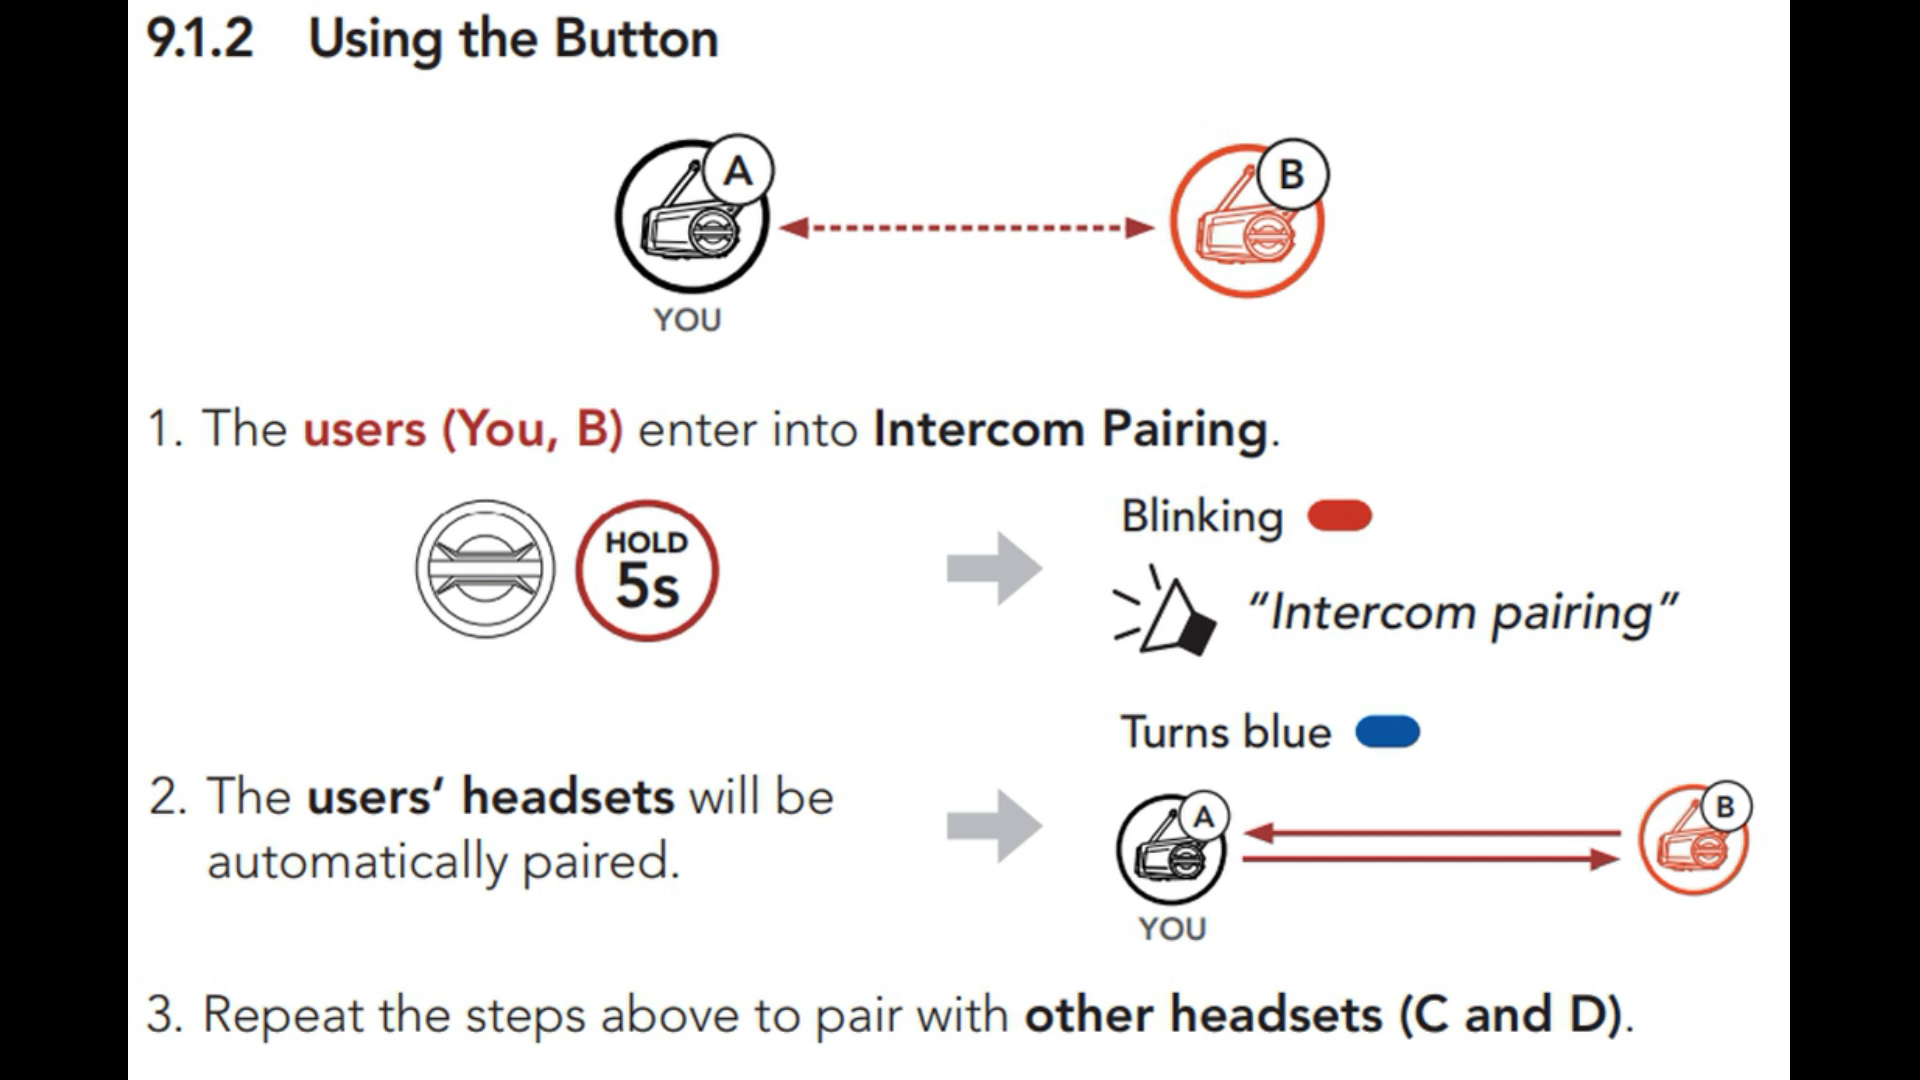 9.1.2 Using the Button
A
B
YOU
1. The users (You, B) enter into Intercom Pairing.
HOLD
5s
Blinking
“Intercom pairing”
Turns blue
2. The users’ headsets will be
automatically paired.
A
B
YOU
3. Repeat the steps above to pair with other headsets (C and D).